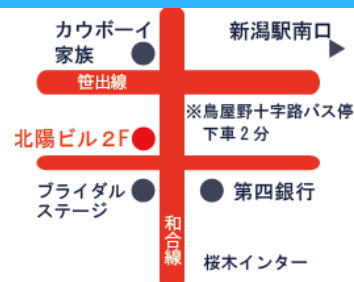 カウボーイ
家族
新潟駅南口
笹出線
※鳥屋野十字路バス停
下車2分
北陽ビル2F
ブライダル
ステージ
第四銀行
和合線
桜木インター